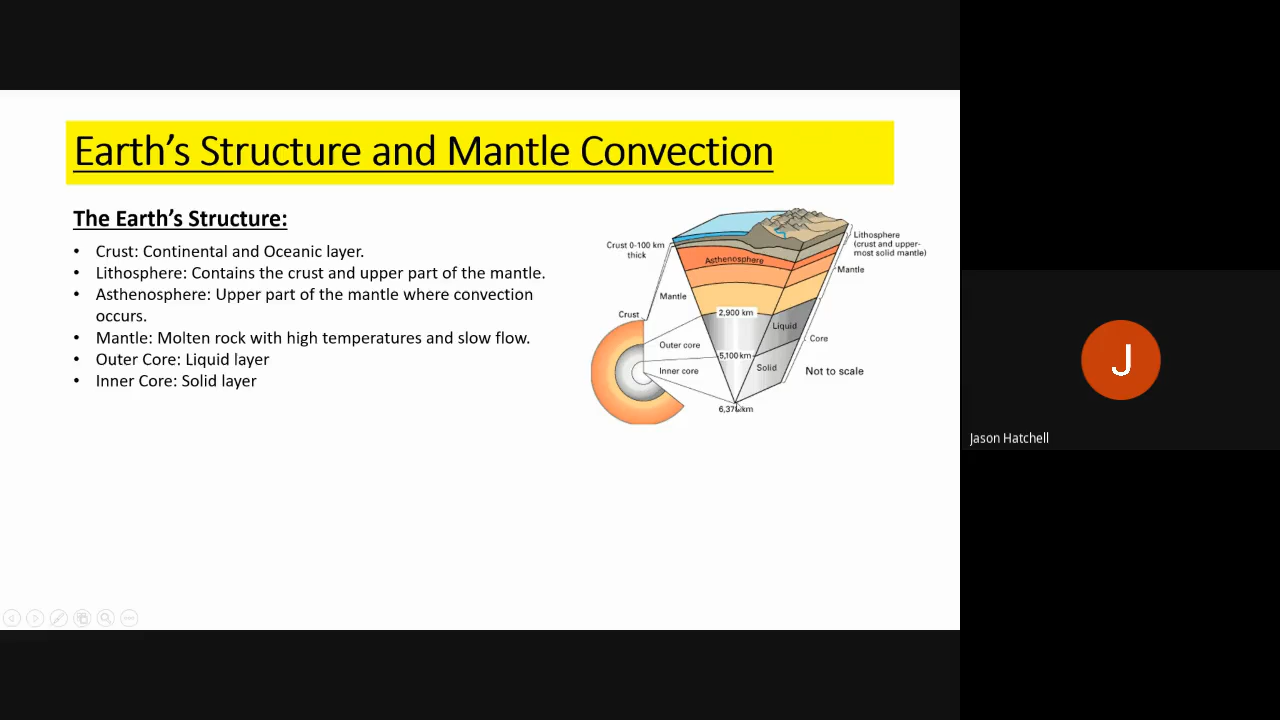 Earth's Structure and Mantle Convection
The Earth's Structure:
• Crust: Continental and Oceanic layer.
• Lithosphere: Contains the crust and upper part of the mantle.
• Asthenosphere: Upper part of the mantle where convection
occurs.
• Mantle: Molten rock with high temperatures and slow flow.
• Outer Core: Liquid layer
• Inner Core: Solid layer
Crust 0-100 km
thick
Asthenosphere
Lithosphere
(crust and upper-
most solid mantle)
Mantle
Mantle
Crust
2,900 km
Liquid
Core
Outer core
5,100 km
Inner core
Solid
Not to scale
J
Jason Hatchell